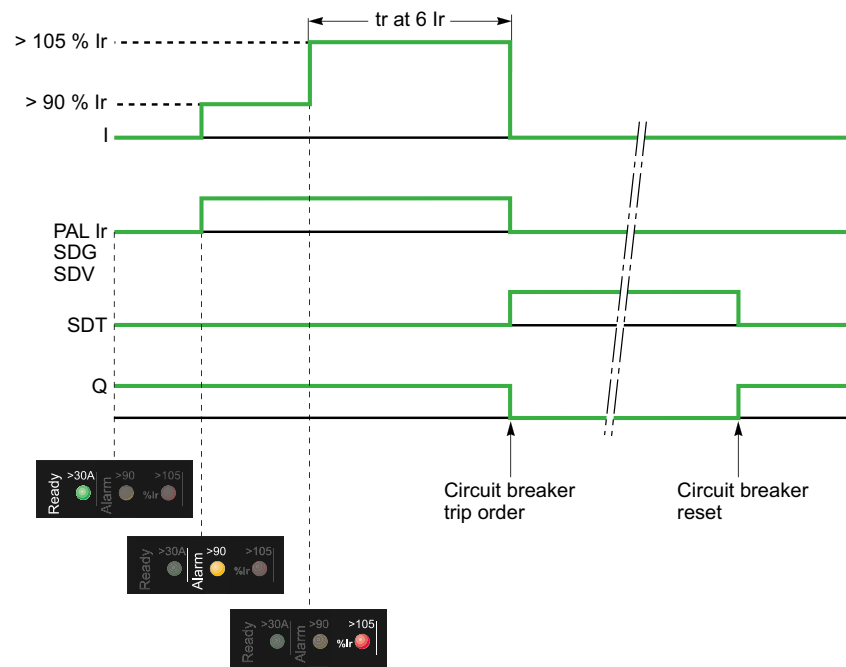 tr at 6 Ir
> 105 % Ir
> 90 % Ir
I
PAL Ir
SDG
SDV
SDT
Q
Circuit breaker
trip order
Circuit breaker
reset
Ready
>30A
Alarm
>90
%Ir
>105
Ready
>30A
Alarm
>90
%Ir
>105
Ready
>30A
Alarm
>90
%Ir
>105